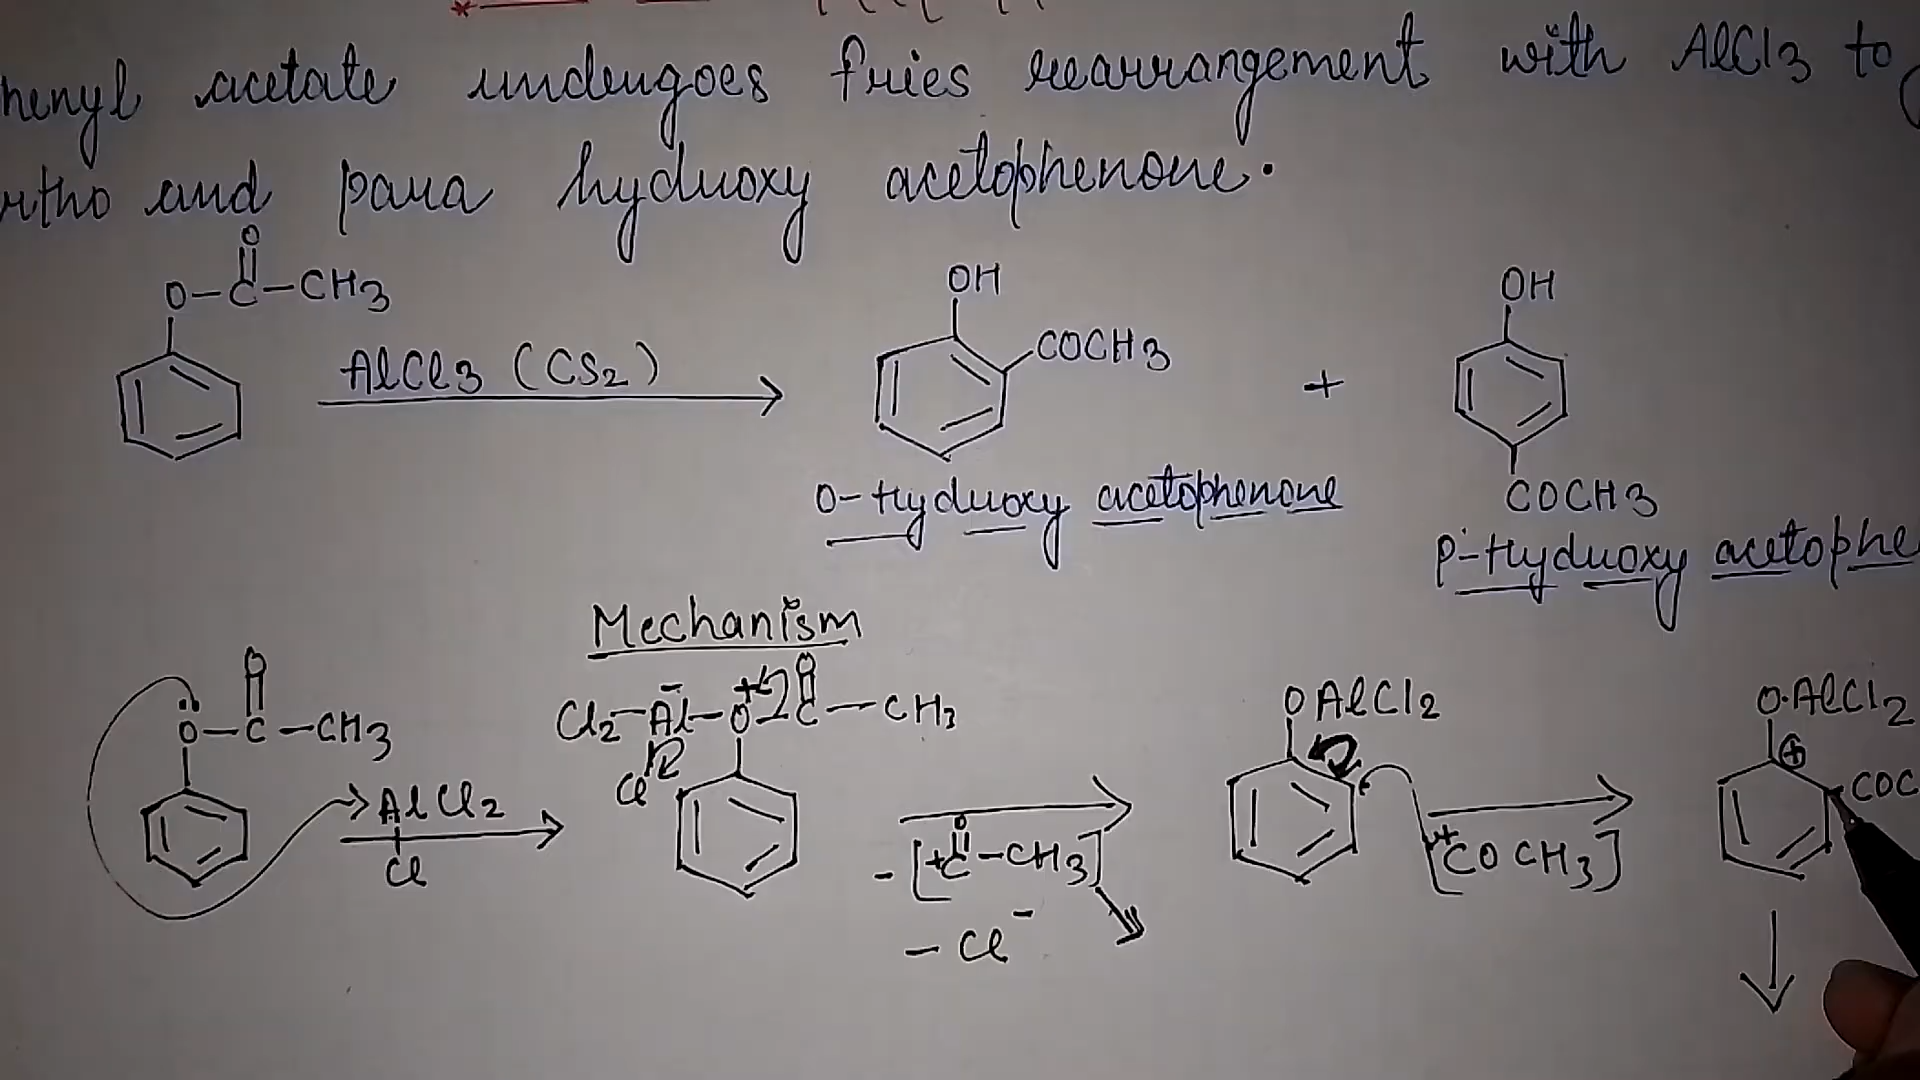 henyl acetate undergoes fries rearrangement with AlCl3 to
rtho and para hydroxy acetophenone.
O-C-CH3
O
AlCl3 (CS2)
OH
COCH3
+
OH
COCH3
O-Hydroxy acetophenone
P-Hydroxy acetophe
Mechanism
O-C-CH3
O
AlCl2
Cl
Cl2-Al-O-C-CH3
- + O
Cl
-[+C-CH3]
O
-Cl-
OAlCl2
[+COCH3]
O.AlCl2
+
COC